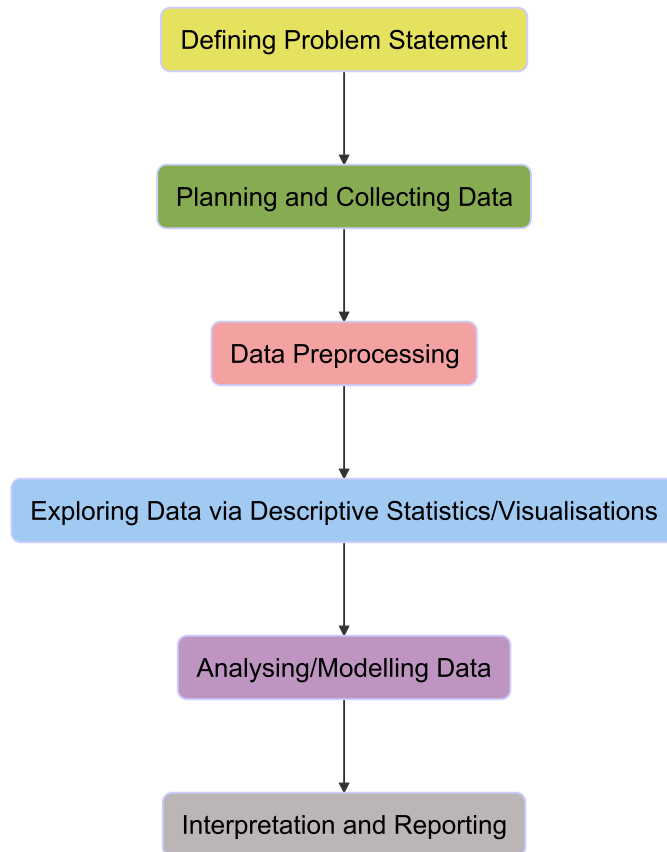 Defining Problem Statement
Planning and Collecting Data
Data Preprocessing
Exploring Data via Descriptive Statistics/Visualisations
Analysing/Modelling Data
Interpretation and Reporting